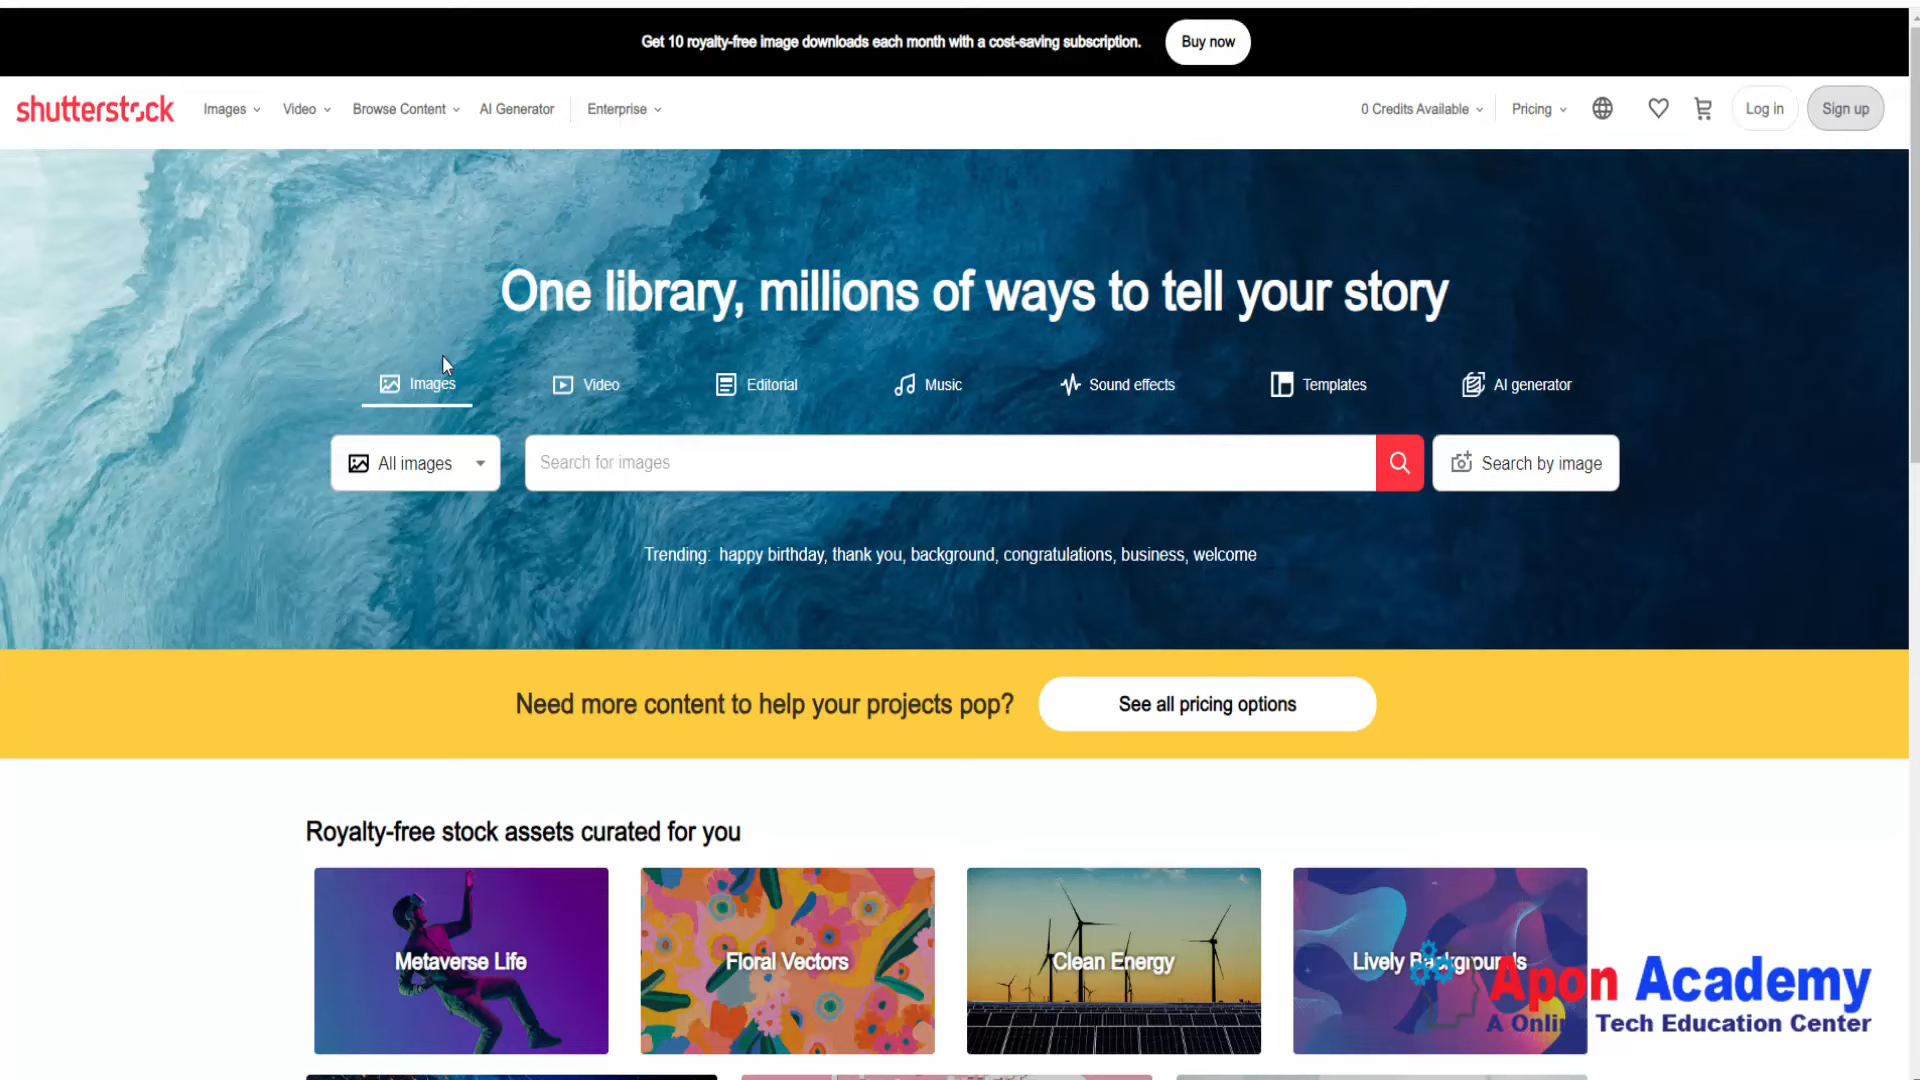 Get 10 royalty-free image downloads each month with a cost-saving subscription. Buy now
shutterstock Images Video Browse Content AI Generator Enterprise 0 Credits Available Pricing Log in Sign up
One library, millions of ways to tell your story
Images Video Editorial Music Sound effects Templates AI generator
All images Search for images Search by image
Trending: happy birthday, thank you, background, congratulations, business, welcome
Need more content to help your projects pop? See all pricing options
Royalty-free stock assets curated for you
Metaverse Life Floral Vectors Clean Energy Lively Backgrounds
Apon Academy
A Online Tech Education Center